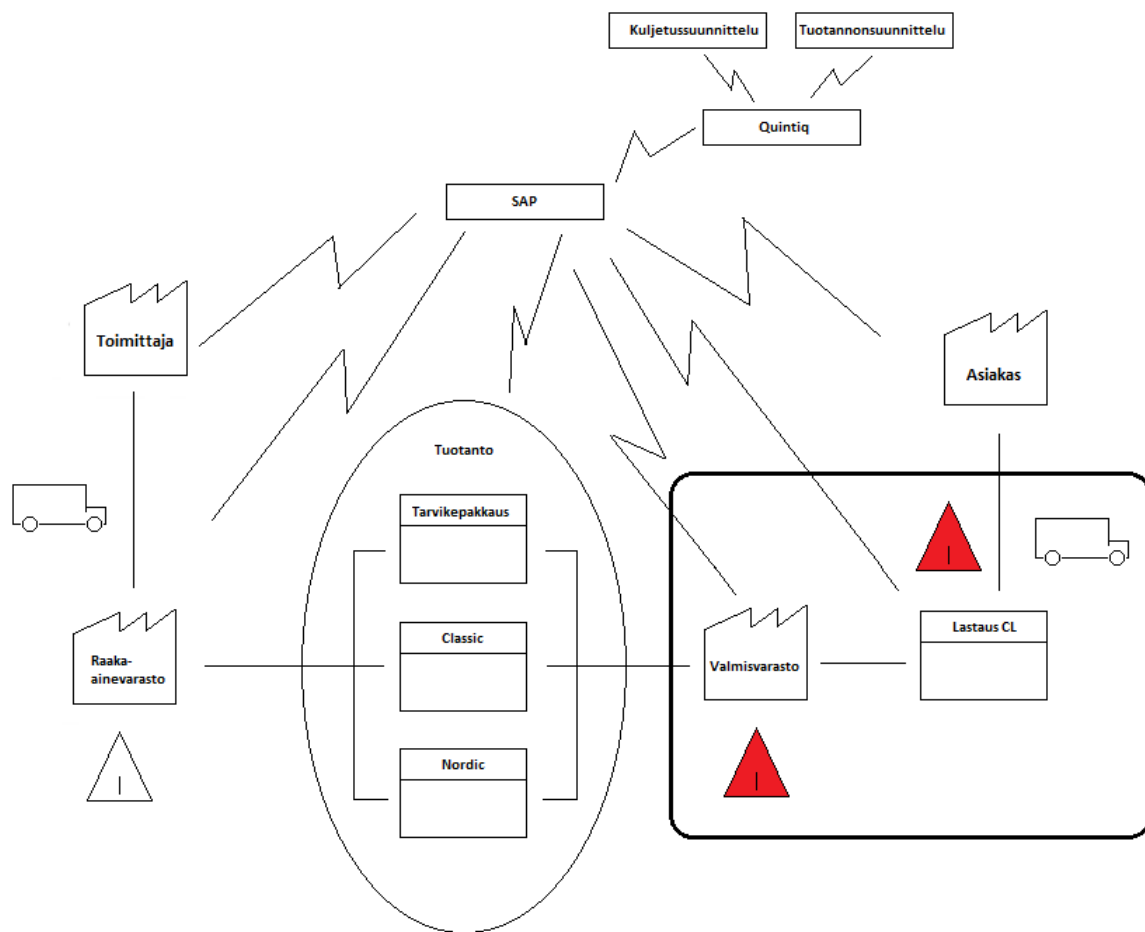 Kuljetussuunnittelu
Tuotannonsuunnittelu
Quintiq
SAP
Toimittaja
Asiakas
Tuotanto
Tarvikepakkaus
Classic
Nordic
Raaka-
ainevarasto
Valmisvarasto
Lastaus CL
I
I
I